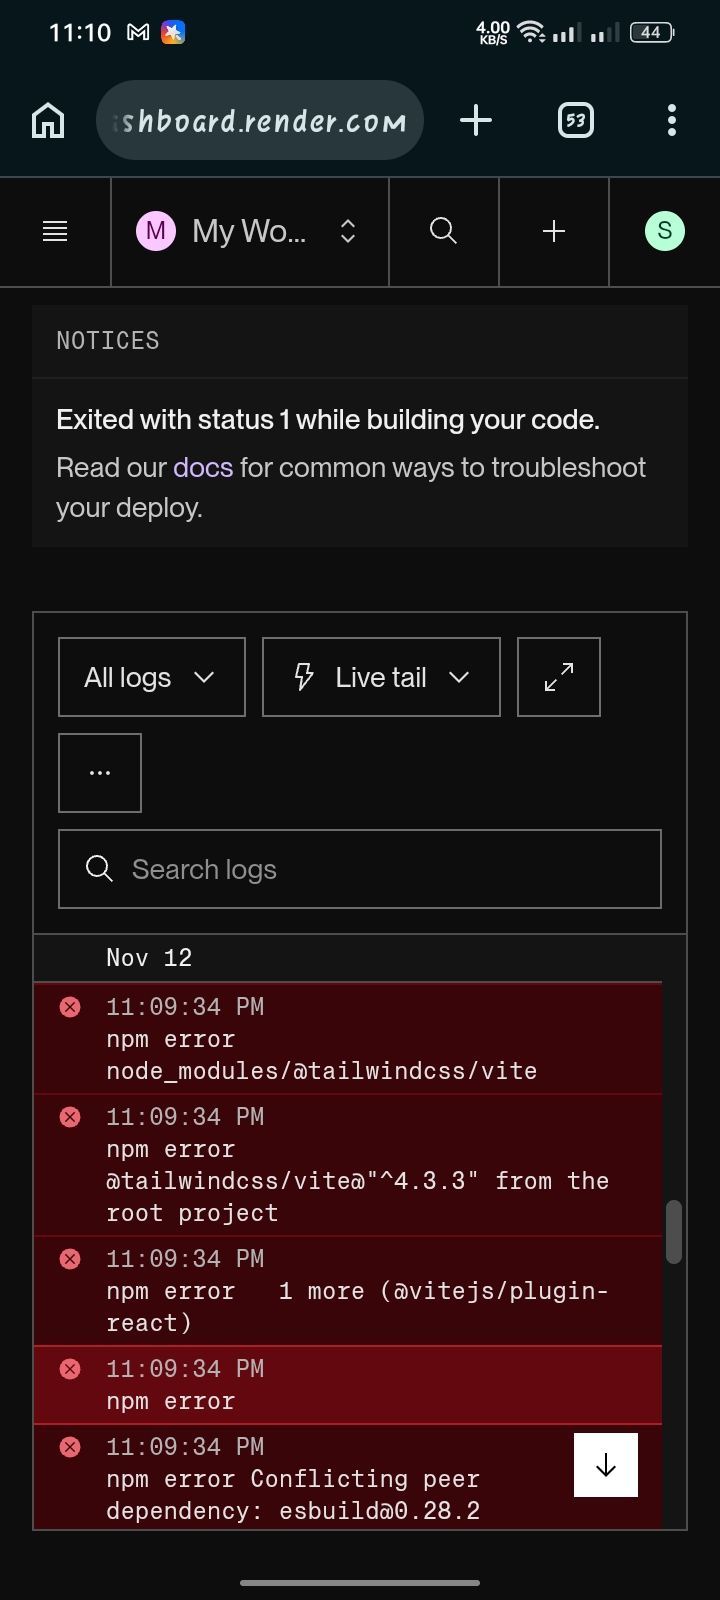 11:10
4.00
KB/S
44
shboard.render.com
53
M
My Wo...
S
NOTICES
Exited with status 1 while building your code.
Read our docs for common ways to troubleshoot
your deploy.
All logs
Live tail
...
Search logs
Nov 12
11:09:34 PM
npm error
node_modules/@tailwindcss/vite
11:09:34 PM
npm error
@tailwindcss/vite@"^4.3.3" from the
root project
11:09:34 PM
npm error   1 more (@vitejs/plugin-
react)
11:09:34 PM
npm error
11:09:34 PM
npm error Conflicting peer
dependency: esbuild@0.28.2